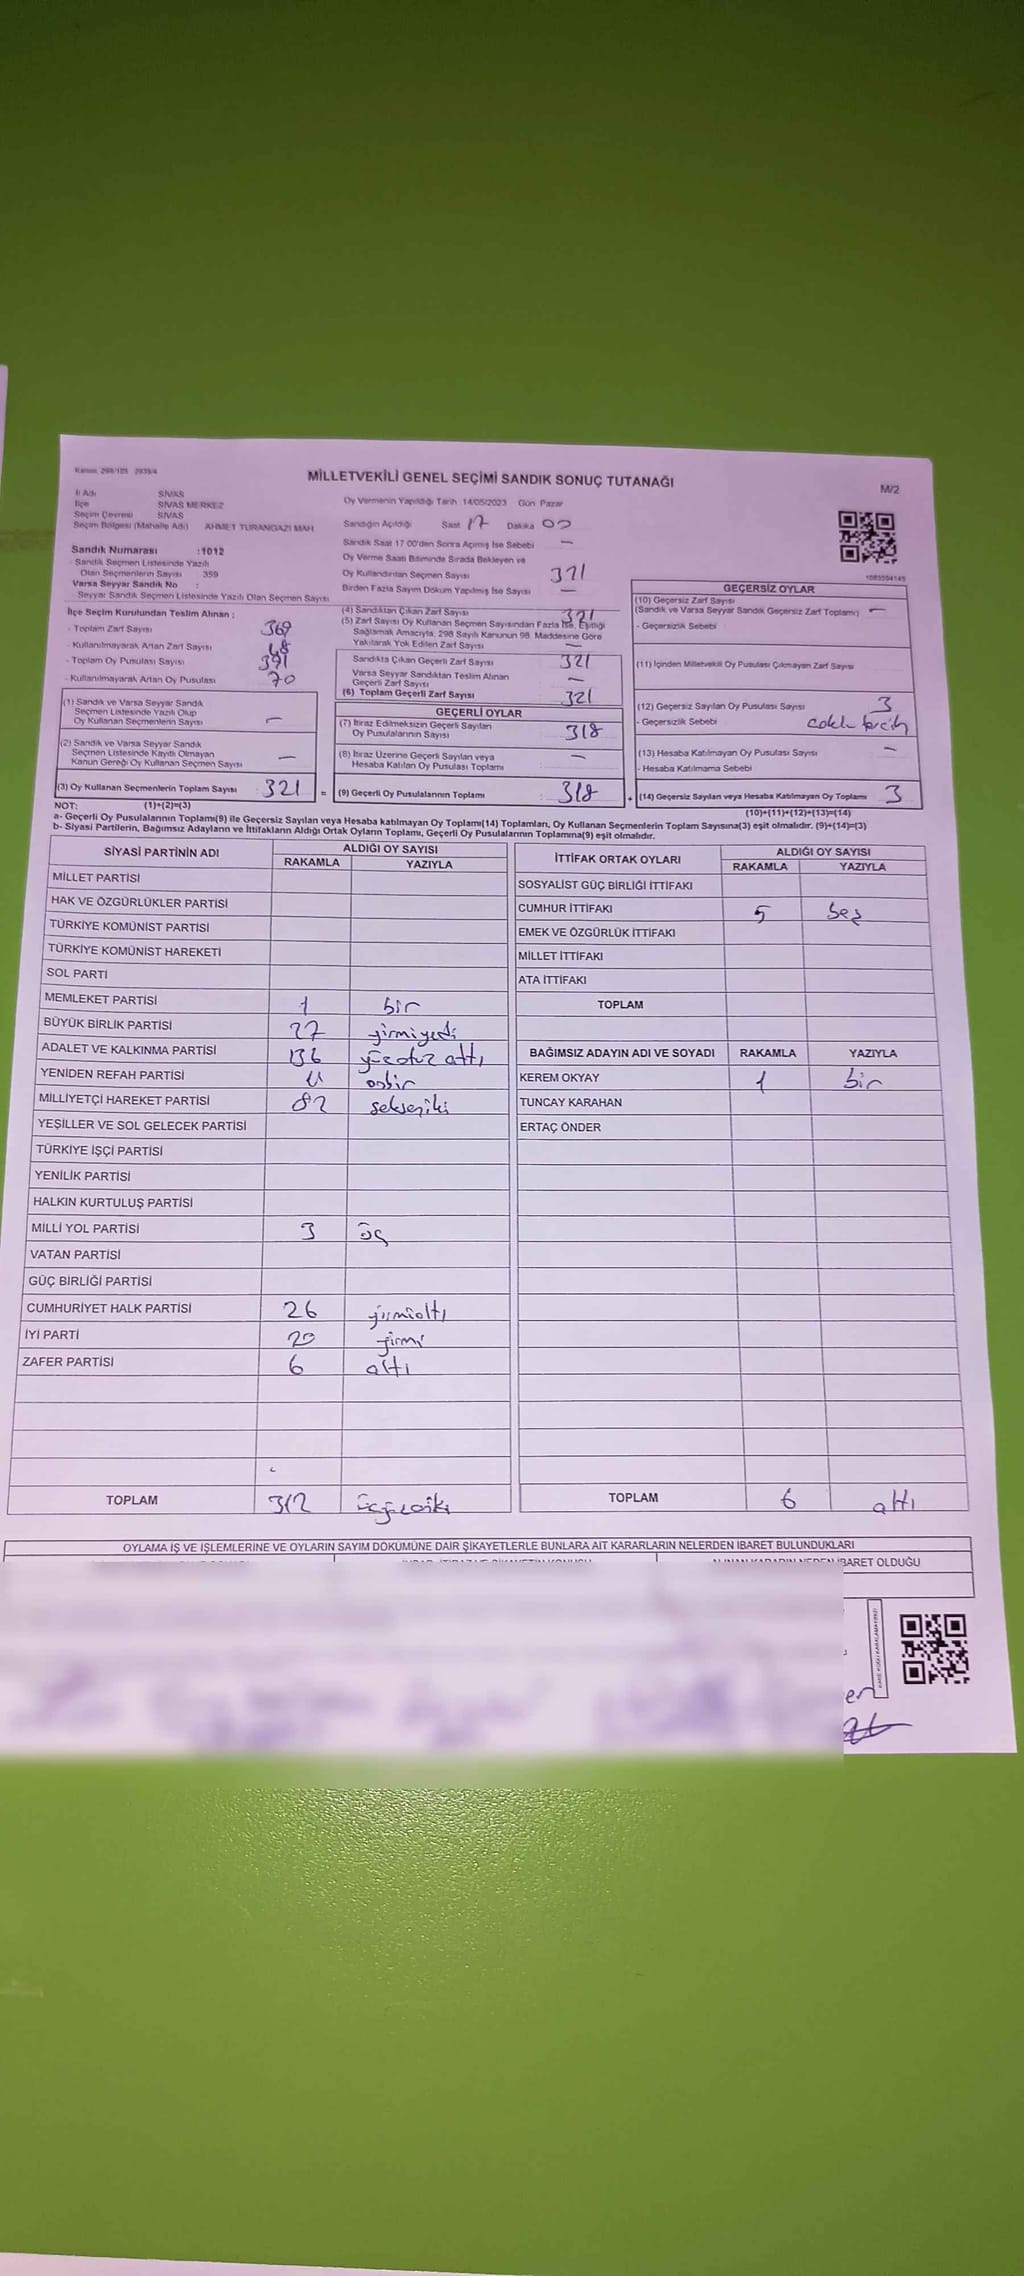 Kanun: 298/105 2839/4
MİLLETVEKİLİ GENEL SEÇİMİ SANDIK SONUÇ TUTANAĞI
M/2
İl Adı SİVAS
İlçe SİVAS MERKEZ
Seçim Çevresi SİVAS
Seçim Bölgesi (Mahalle Adı) AHMET TURANGAZİ MAH.
Sandık Numarası :1012
Sandık Seçmen Listesinde Yazılı
Olan Seçmenlerin Sayısı 359
Varsa Seyyar Sandık No :
Seyyar Sandık Seçmen Listesinde Yazılı Olan Seçmen Sayısı
Oy Vermenin Yapıldığı Tarih 14/05/2023 Gün Pazar
Sandığın Açıldığı Saat 17 Dakika 00
Sandık Saat 17:00'den Sonra Açılmış İse Sebebi —
Oy Verme Saati Bitiminde Sırada Bekleyen ve
Oy Kullandırılan Seçmen Sayısı 321
Birden Fazla Sayım Döküm Yapılmış İse Sayısı —
İlçe Seçim Kurulundan Teslim Alınan ;
- Toplam Zarf Sayısı 369
- Kullanılmayarak Artan Zarf Sayısı 48
- Toplam Oy Pusulası Sayısı 391
- Kullanılmayarak Artan Oy Pusulası 70
(1) Sandık ve Varsa Seyyar Sandık
Seçmen Listesinde Yazılı Olup
Oy Kullanan Seçmenlerin Sayısı —
(2) Sandık ve Varsa Seyyar Sandık
Seçmen Listesinde Kayıtlı Olmayan
Kanun Gereği Oy Kullanan Seçmen Sayısı —
(3) Oy Kullanan Seçmenlerin Toplam Sayısı 321 =
(4) Sandıktan Çıkan Zarf Sayısı 321
(5) Zarf Sayısı Oy Kullanan Seçmen Sayısından Fazla İse, Eşitliği
Sağlamak Amacıyla, 298 Sayılı Kanunun 98. Maddesine Göre
Yakılarak Yok Edilen Zarf Sayısı —
Sandıkta Çıkan Geçerli Zarf Sayısı 321
Varsa Seyyar Sandıktan Teslim Alınan
Geçerli Zarf Sayısı —
(6) Toplam Geçerli Zarf Sayısı 321
GEÇERLİ OYLAR
(7) İtiraz Edilmeksizin Geçerli Sayılan
Oy Pusulalarının Sayısı 318
(8) İtiraz Üzerine Geçerli Sayılan veya
Hesaba Katılan Oy Pusulası Toplamı —
(9) Geçerli Oy Pusulalarının Toplamı 318 +
GEÇERSİZ OYLAR
(10) Geçersiz Zarf Sayısı
(Sandık ve Varsa Seyyar Sandık Geçersiz Zarf Toplamı) —
- Geçersizlik Sebebi
(11) İçinden Milletvekili Oy Pusulası Çıkmayan Zarf Sayısı
(12) Geçersiz Sayılan Oy Pusulası Sayısı 3
- Geçersizlik Sebebi çoklu tercih
(13) Hesaba Katılmayan Oy Pusulası Sayısı —
- Hesaba Katılmama Sebebi
(14) Geçersiz Sayılan veya Hesaba Katılmayan Oy Toplamı 3
NOT: (1)+(2)=(3) (10)+(11)+(12)+(13)=(14)
a- Geçerli Oy Pusulalarının Toplamı(9) ile Geçersiz Sayılan veya Hesaba katılmayan Oy Toplamı(14) Toplamları, Oy Kullanan Seçmenlerin Toplam Sayısına(3) eşit olmalıdır. (9)+(14)=(3)
b- Siyasi Partilerin, Bağımsız Adayların ve İttifakların Aldığı Ortak Oyların Toplamı, Geçerli Oy Pusulalarının Toplamına(9) eşit olmalıdır.
SİYASİ PARTİNİN ADI ALDIĞI OY SAYISI
RAKAMLA YAZIYLA
MİLLET PARTİSİ
HAK VE ÖZGÜRLÜKLER PARTİSİ
TÜRKİYE KOMÜNİST PARTİSİ
TÜRKİYE KOMÜNİST HAREKETİ
SOL PARTİ
MEMLEKET PARTİSİ 1 bir
BÜYÜK BİRLİK PARTİSİ 27 yirmiyedi
ADALET VE KALKINMA PARTİSİ 136 yüzotuz altı
YENİDEN REFAH PARTİSİ 11 onbir
MİLLİYETÇİ HAREKET PARTİSİ 82 sekseniki
YEŞİLLER VE SOL GELECEK PARTİSİ
TÜRKİYE İŞÇİ PARTİSİ
YENİLİK PARTİSİ
HALKIN KURTULUŞ PARTİSİ
MİLLİ YOL PARTİSİ 3 üç
VATAN PARTİSİ
GÜÇ BİRLİĞİ PARTİSİ
CUMHURİYET HALK PARTİSİ 26 yirmialtı
İYİ PARTİ 20 yirmi
ZAFER PARTİSİ 6 altı
TOPLAM 312 üçyüzoniki
İTTİFAK ORTAK OYLARI ALDIĞI OY SAYISI
RAKAMLA YAZIYLA
SOSYALİST GÜÇ BİRLİĞİ İTTİFAKI
CUMHUR İTTİFAKI 5 beş
EMEK VE ÖZGÜRLÜK İTTİFAKI
MİLLET İTTİFAKI
ATA İTTİFAKI
TOPLAM
BAĞIMSIZ ADAYIN ADI VE SOYADI RAKAMLA YAZIYLA
KEREM OKYAY 1 bir
TUNCAY KARAHAN
ERTAÇ ÖNDER
TOPLAM 6 altı
OYLAMA İŞ VE İŞLEMLERİNE VE OYLARIN SAYIM DÖKÜMÜNE DAİR ŞİKAYETLERLE BUNLARA AİT KARARLARIN NELERDEN İBARET BULUNDUKLARI
İBARET OLDUĞU